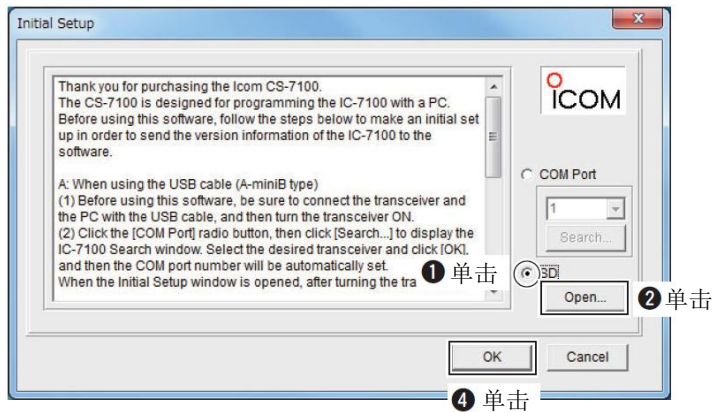 Initial Setup
Thank you for purchasing the Icom CS-7100.
The CS-7100 is designed for programming the IC-7100 with a PC.
Before using this software, follow the steps below to make an initial set
up in order to send the version information of the IC-7100 to the
software.
A: When using the USB cable (A-miniB type)
(1) Before using this software, be sure to connect the transceiver and
the PC with the USB cable, and then turn the transceiver ON.
(2) Click the [COM Port] radio button, then click [Search...] to display the
IC-7100 Search window. Select the desired transceiver and click [OK],
and then the COM port number will be automatically set.
When the Initial Setup window is opened, after turning the tra
ICOM
COM Port
1
Search...
❶ 单击
SD
Open...
❷ 单击
OK
Cancel
❹ 单击